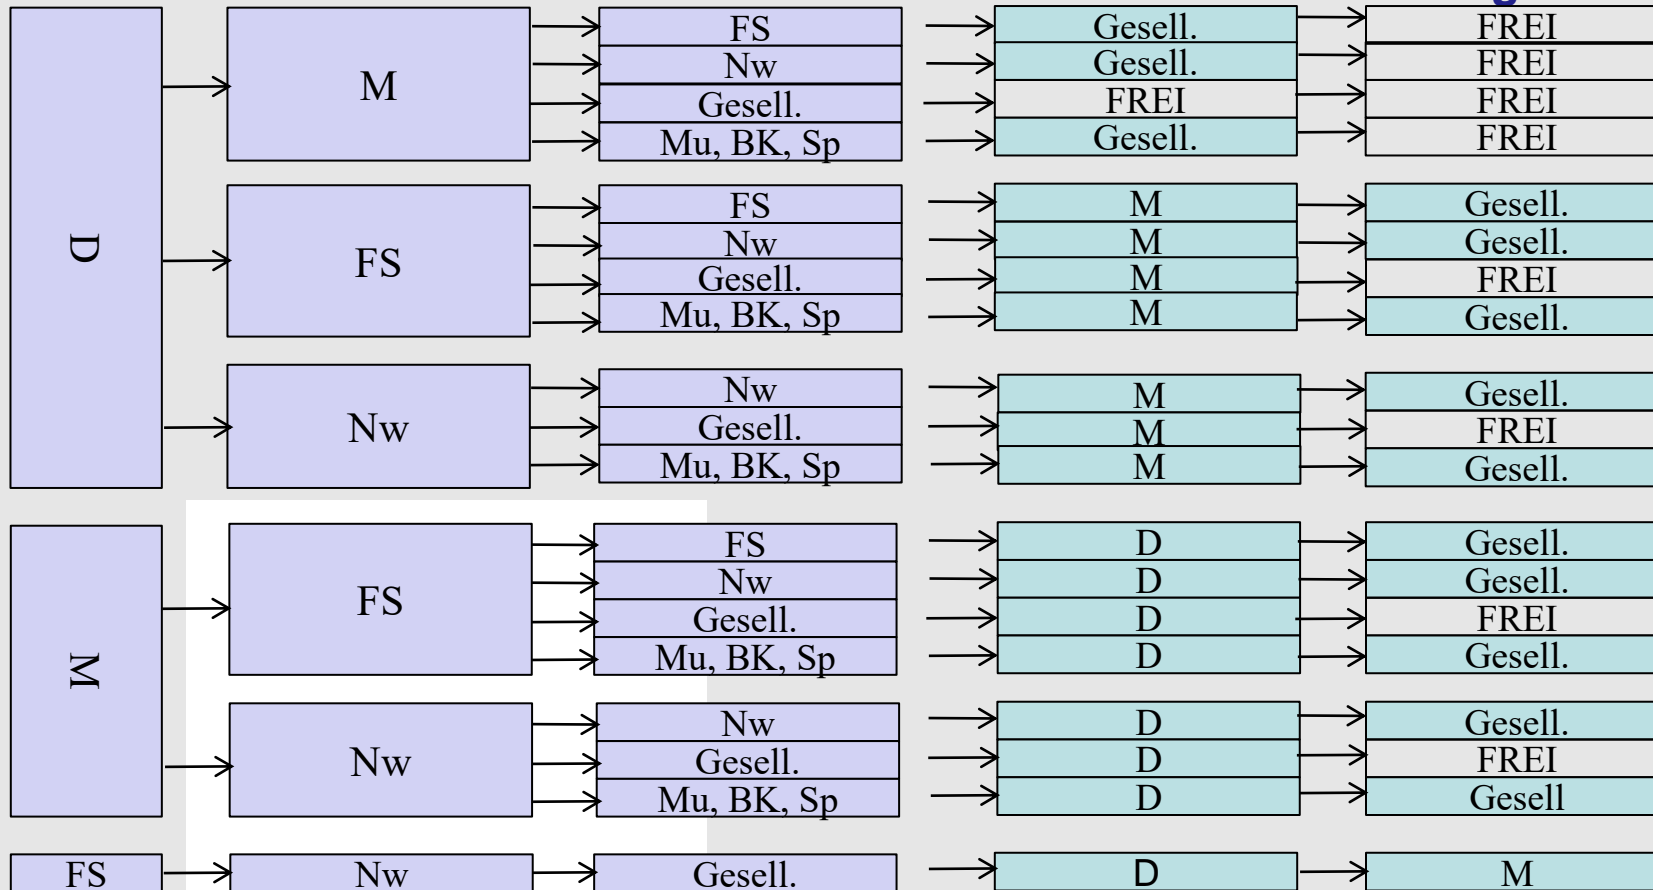 D
M
FS Gesell. FREI
Nw Gesell. FREI
Gesell. FREI FREI
Mu, BK, Sp Gesell. FREI
FS
FS M Gesell.
Nw M Gesell.
Gesell. M FREI
Mu, BK, Sp M Gesell.
Nw
Nw M Gesell.
Gesell. M FREI
Mu, BK, Sp M Gesell.
M
FS
FS D Gesell.
Nw D Gesell.
Gesell. D FREI
Mu, BK, Sp D Gesell.
Nw
Nw D Gesell.
Gesell. D FREI
Mu, BK, Sp D Gesell
FS Nw Gesell. D M